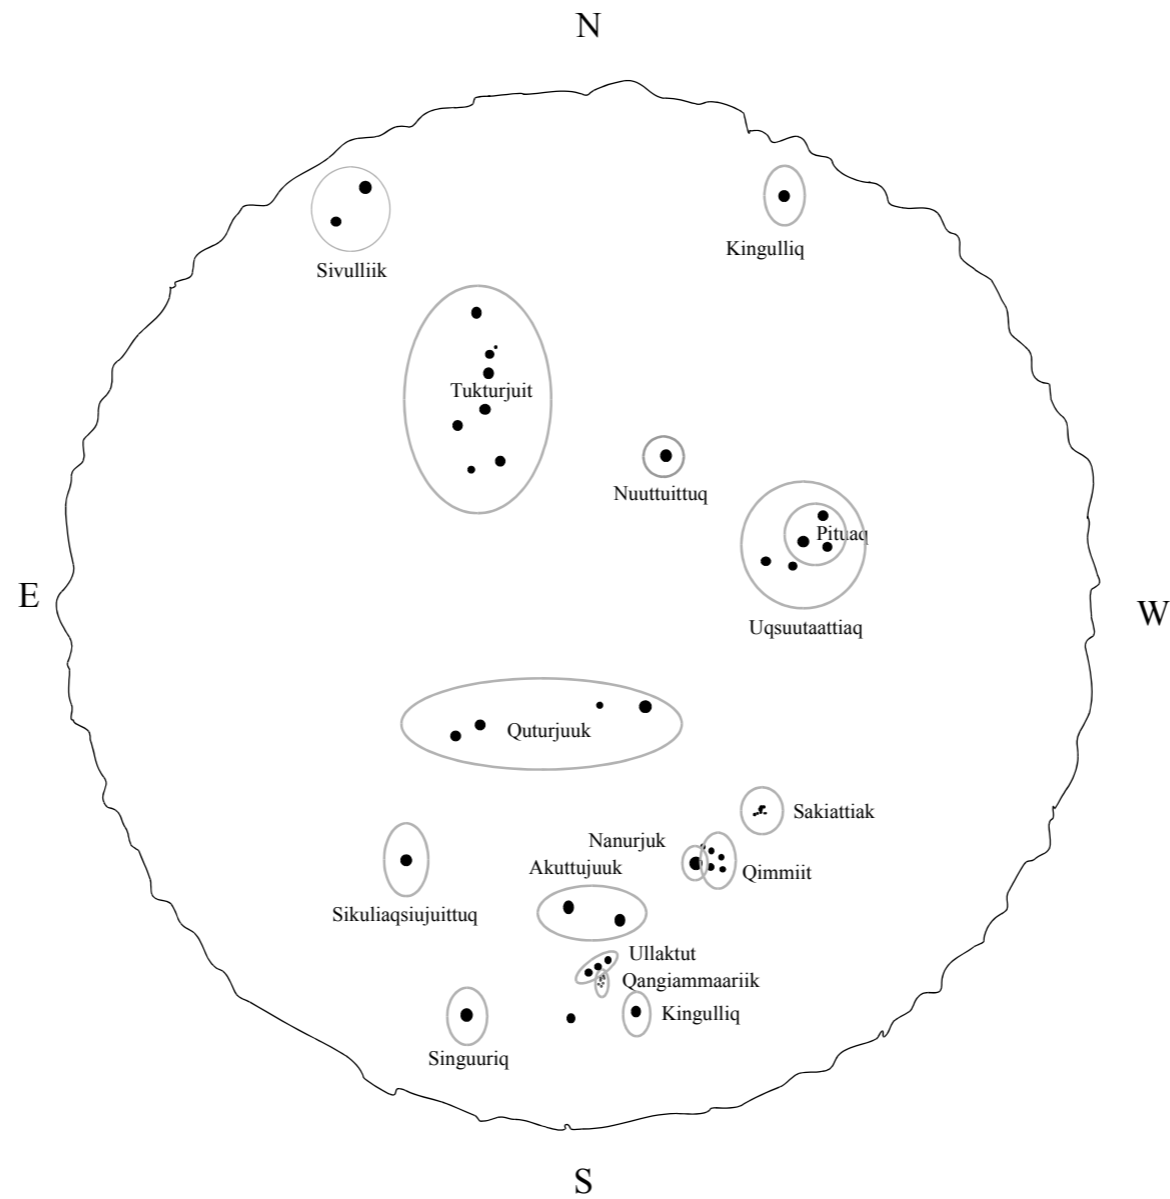 N
Kingulliq
Sivulliik
Tukturjuit
Nuuttuittuq
Pituaq
E
W
Uqsuutaattiaq
Quturjuuk
Sakiattiak
Nanurjuk
Akuttujuuk
Qimmiit
Sikuliaqsiujuittuq
Ullaktut
Qangiammaariik
Kingulliq
Singuuriq
S